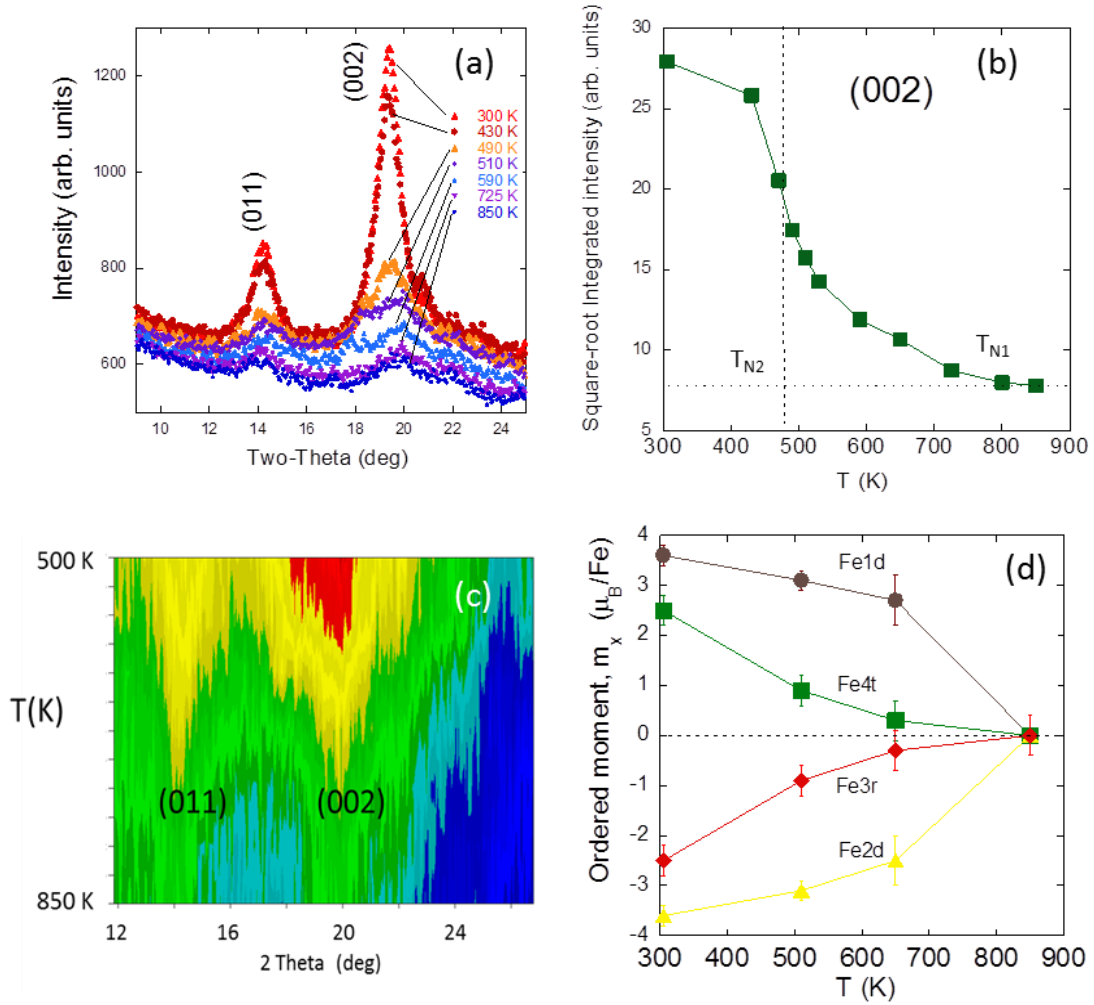 (a)
(002)
(011)
300 K
430 K
490 K
510 K
590 K
725 K
850 K
1200
1000
800
600
Intensity (arb. units)
10 12 14 16 18 20 22 24
Two-Theta (deg)
(b)
(002)
30
25
20
15
10
5
Square-root Integrated intensity (arb. units)
T_N2
T_N1
300 400 500 600 700 800 900
T (K)
500 K
(c)
T(K)
(011)
(002)
850 K
12 16 20 24
2 Theta (deg)
(d)
4
3
2
1
0
-1
-2
-3
-4
Ordered moment, m_x (μ_B/Fe)
Fe1d
Fe4t
Fe3r
Fe2d
300 400 500 600 700 800 900
T (K)